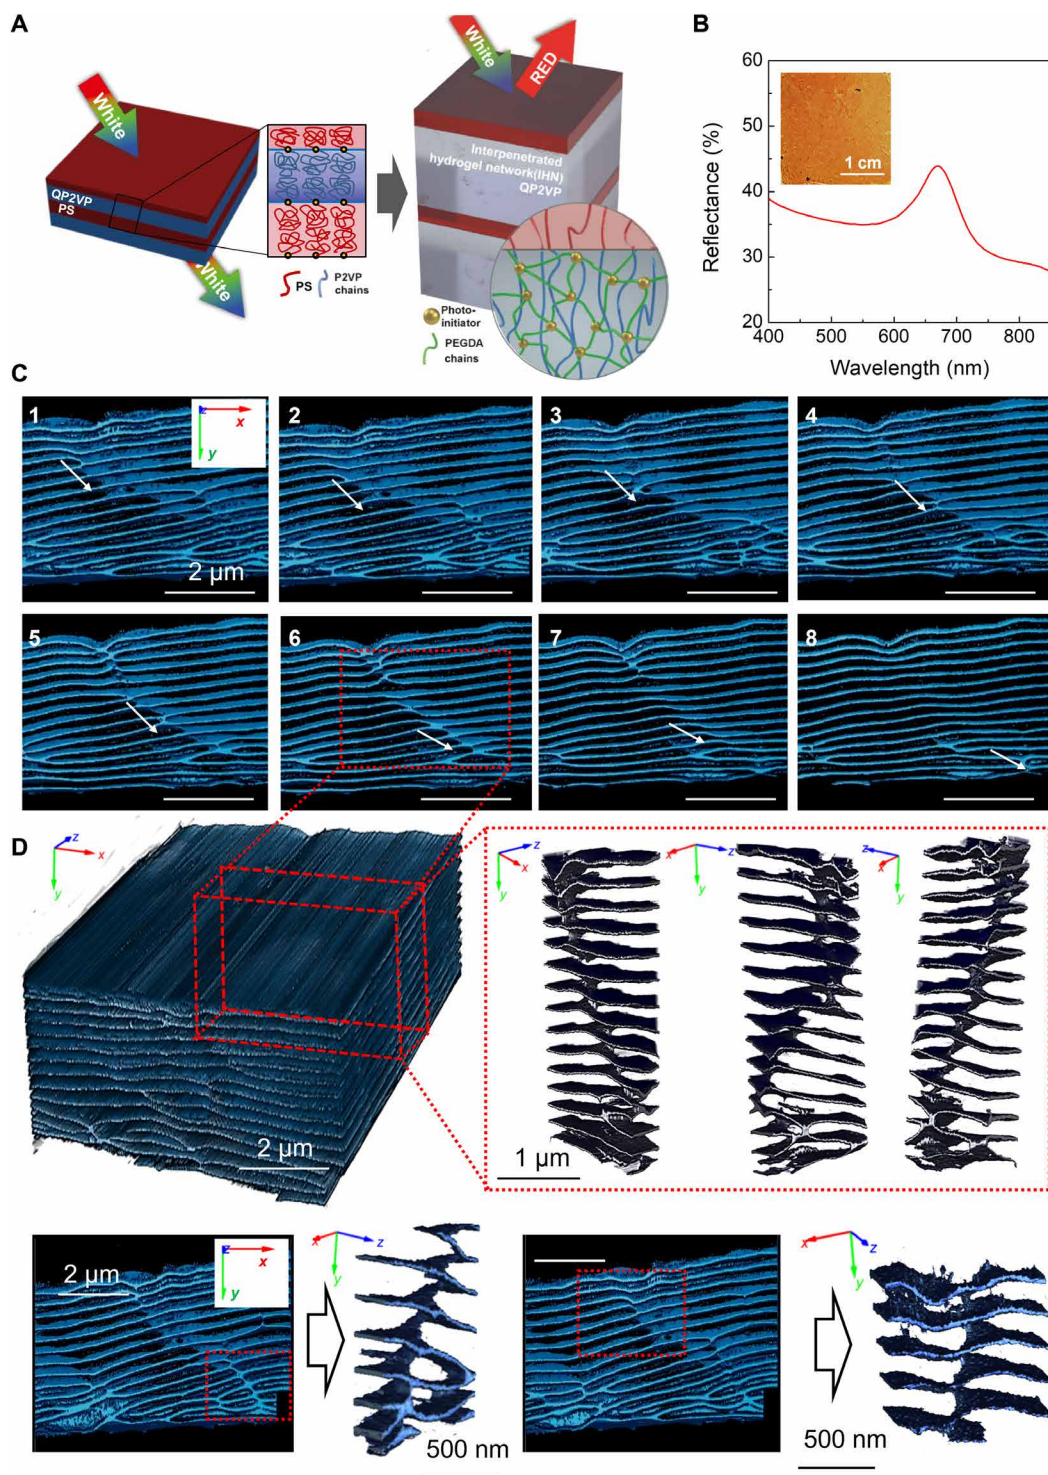 A
White
QP2VP
PS
White
PS
P2VP
chains
White
RED
Interpenetrated
hydrogel network(IHN)
QP2VP
Photo-
initiator
PEGDA
chains
B
60
50
40
30
20
Reflectance (%)
1 cm
400 500 600 700 800
Wavelength (nm)
C
1
z
x
y
2 μm
2
3
4
5
6
7
8
D
z
x
y
2 μm
z
x
y
x
z
y
z
x
y
1 μm
2 μm
z
x
y
x
z
y
500 nm
x
z
y
500 nm